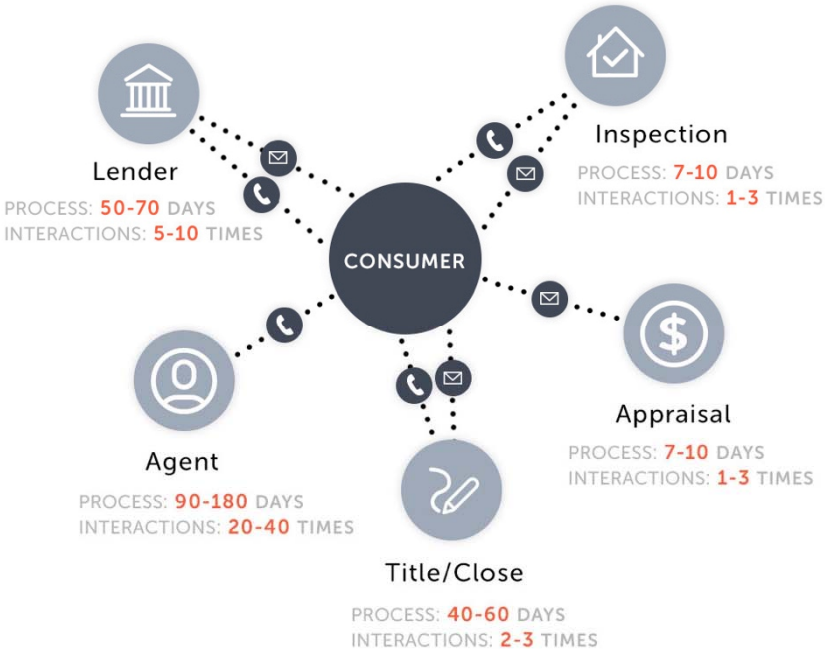 Lender
PROCESS: 50-70 DAYS
INTERACTIONS: 5-10 TIMES
Inspection
PROCESS: 7-10 DAYS
INTERACTIONS: 1-3 TIMES
CONSUMER
Agent
PROCESS: 90-180 DAYS
INTERACTIONS: 20-40 TIMES
$
Appraisal
PROCESS: 7-10 DAYS
INTERACTIONS: 1-3 TIMES
Title/Close
PROCESS: 40-60 DAYS
INTERACTIONS: 2-3 TIMES